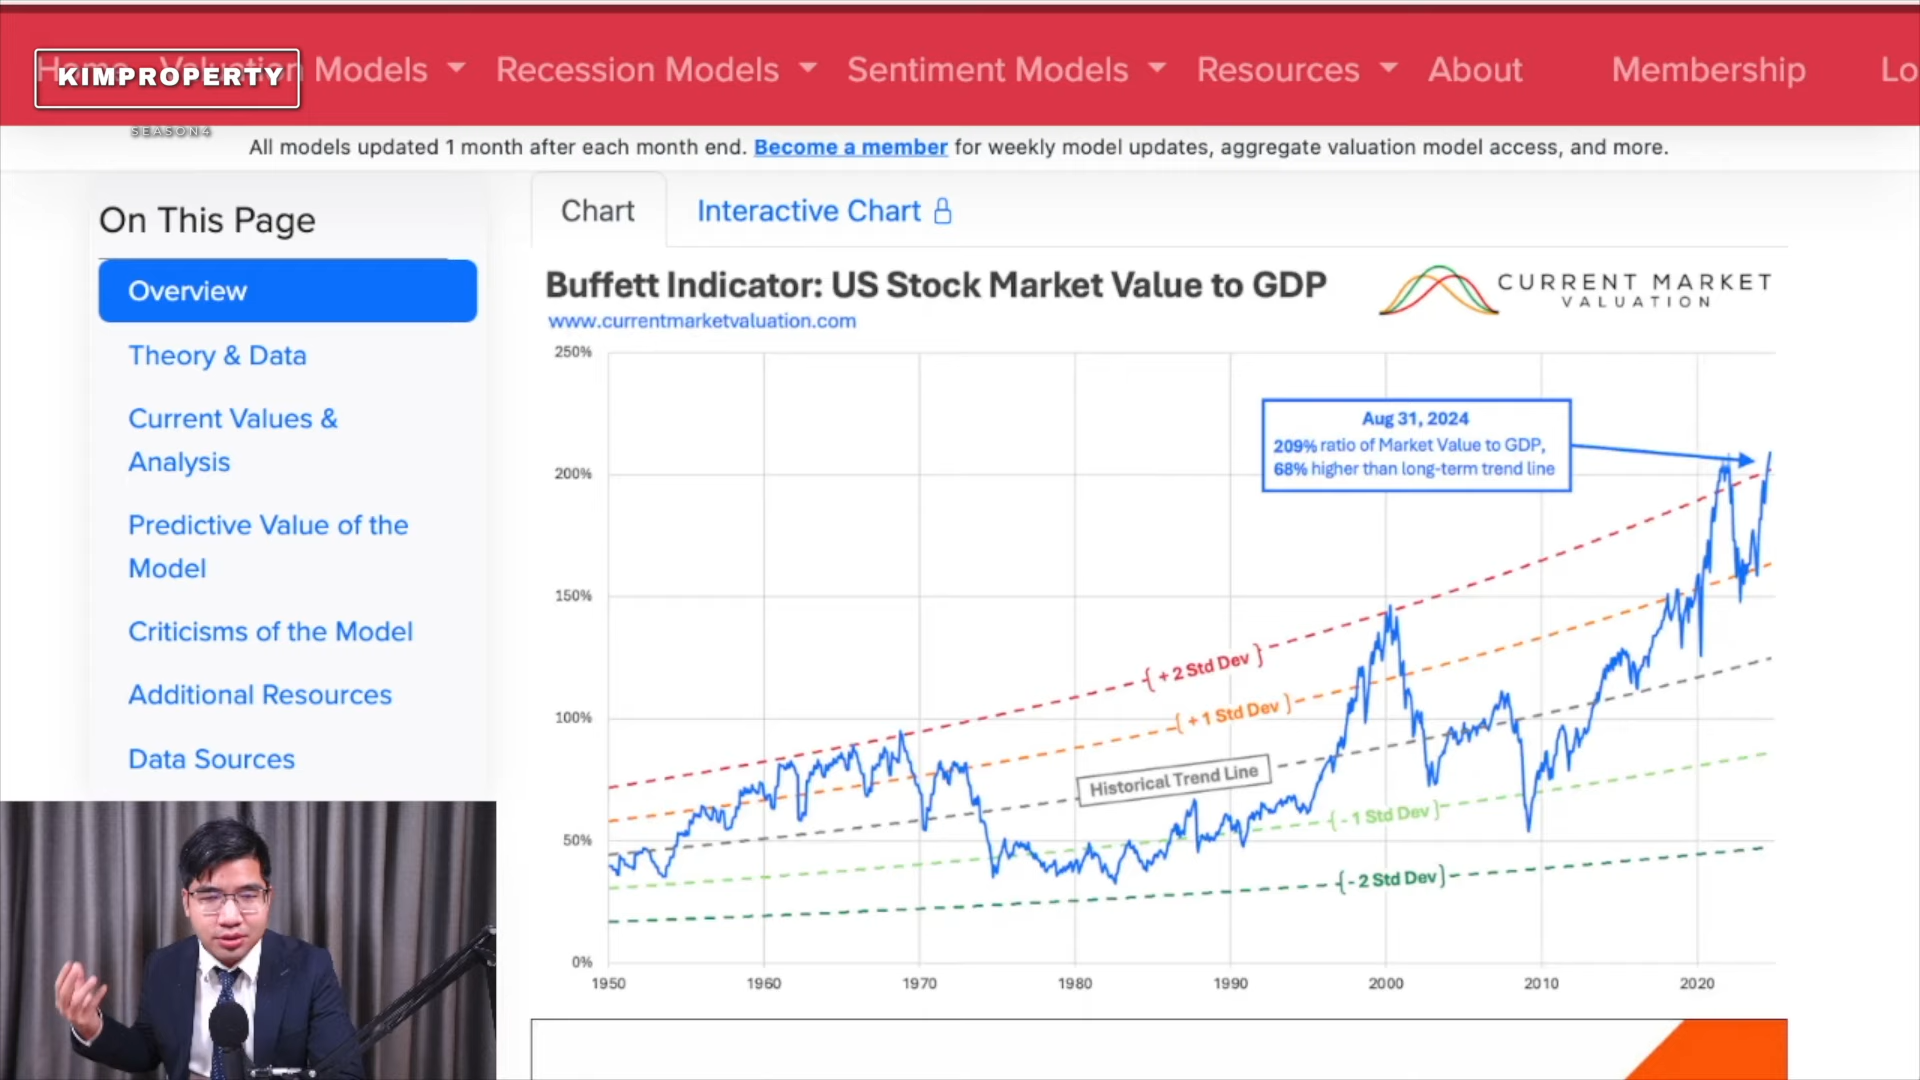 Home
Valuation Models
Recession Models
Sentiment Models
Resources
About
Membership
Lo
KIMPROPERTY
SEASON4
All models updated 1 month after each month end. Become a member for weekly model updates, aggregate valuation model access, and more.
On This Page
Overview
Theory & Data
Current Values &
Analysis
Predictive Value of the
Model
Criticisms of the Model
Additional Resources
Data Sources
Chart
Interactive Chart
Buffett Indicator: US Stock Market Value to GDP
www.currentmarketvaluation.com
CURRENT MARKET
VALUATION
250%
200%
150%
100%
50%
0%
Aug 31, 2024
209% ratio of Market Value to GDP,
68% higher than long-term trend line
{ + 2 Std Dev }
{ + 1 Std Dev }
Historical Trend Line
{ - 1 Std Dev }
{ - 2 Std Dev }
1950
1960
1970
1980
1990
2000
2010
2020